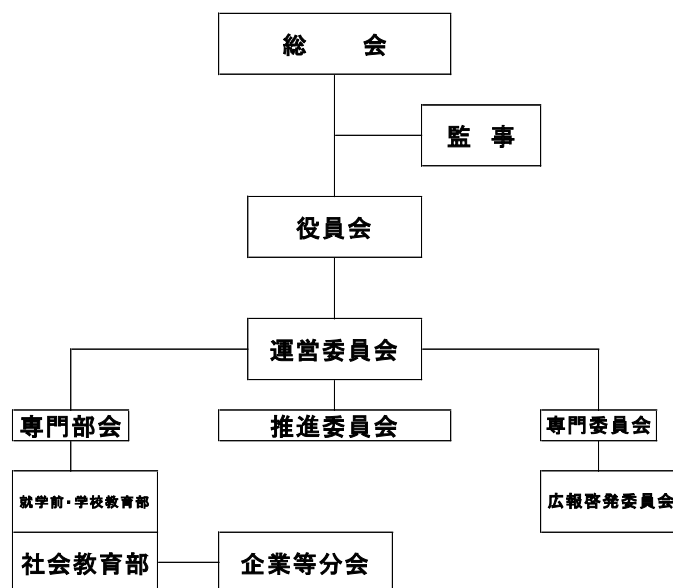 総　会
監　事
役員会
運営委員会
専門部会
推進委員会
専門委員会
就学前・学校教育部
広報啓発委員会
社会教育部
企業等分会